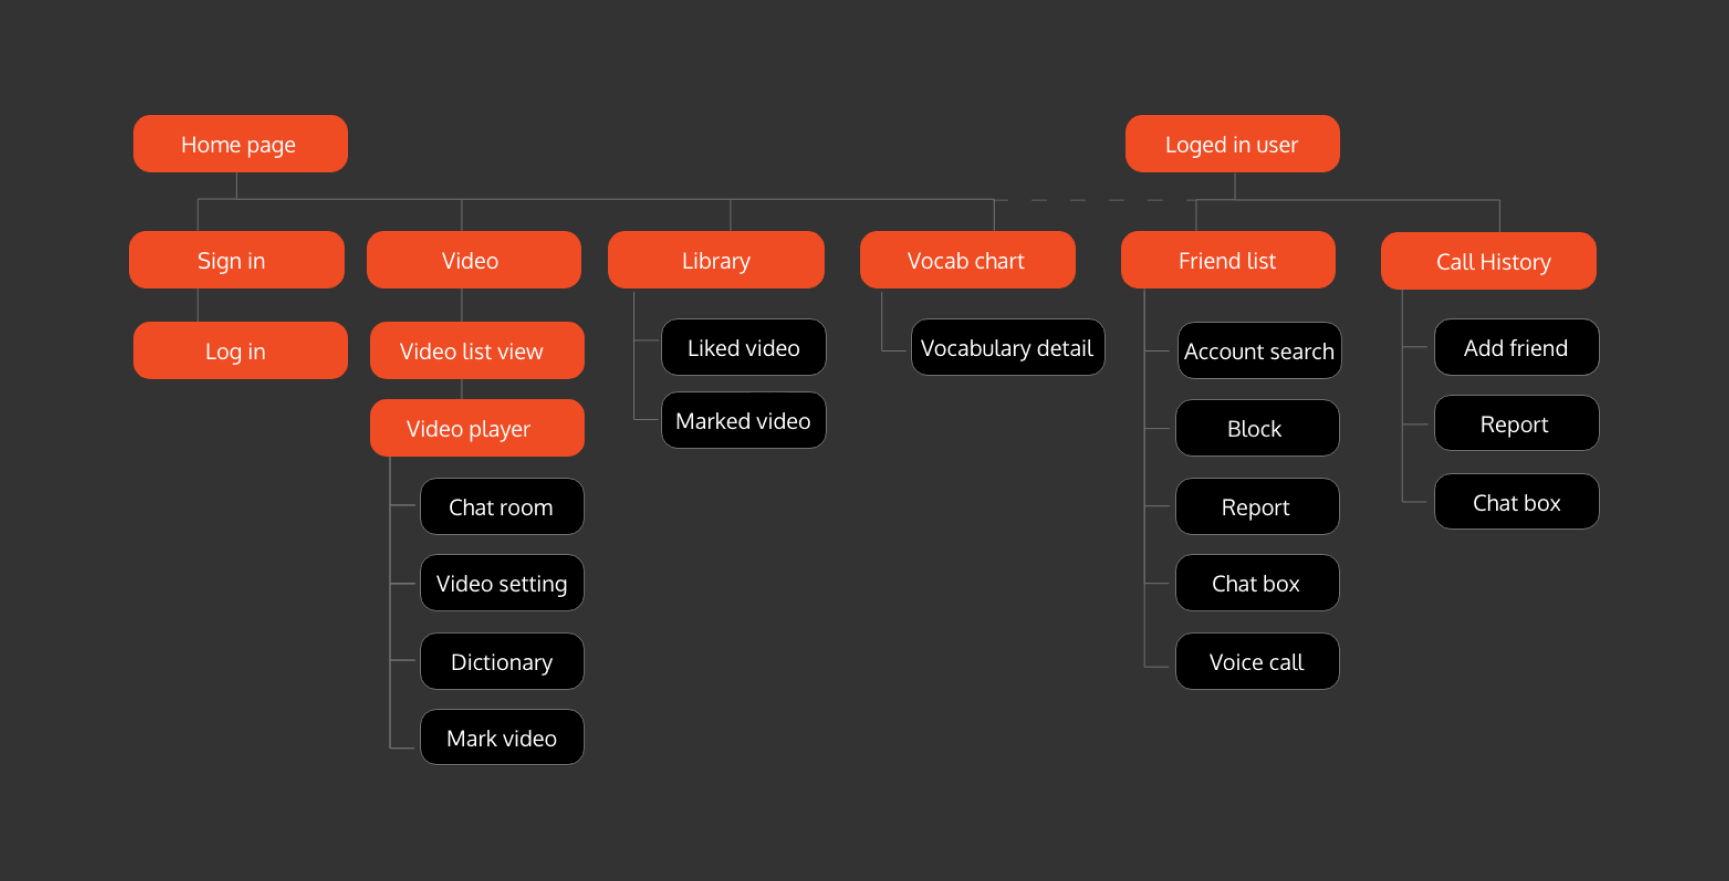 Home page
Loged in user
Sign in
Video
Library
Vocab chart
Friend list
Call History
Log in
Video list view
Video player
Chat room
Video setting
Dictionary
Mark video
Liked video
Marked video
Vocabulary detail
Account search
Block
Report
Chat box
Voice call
Add friend
Report
Chat box